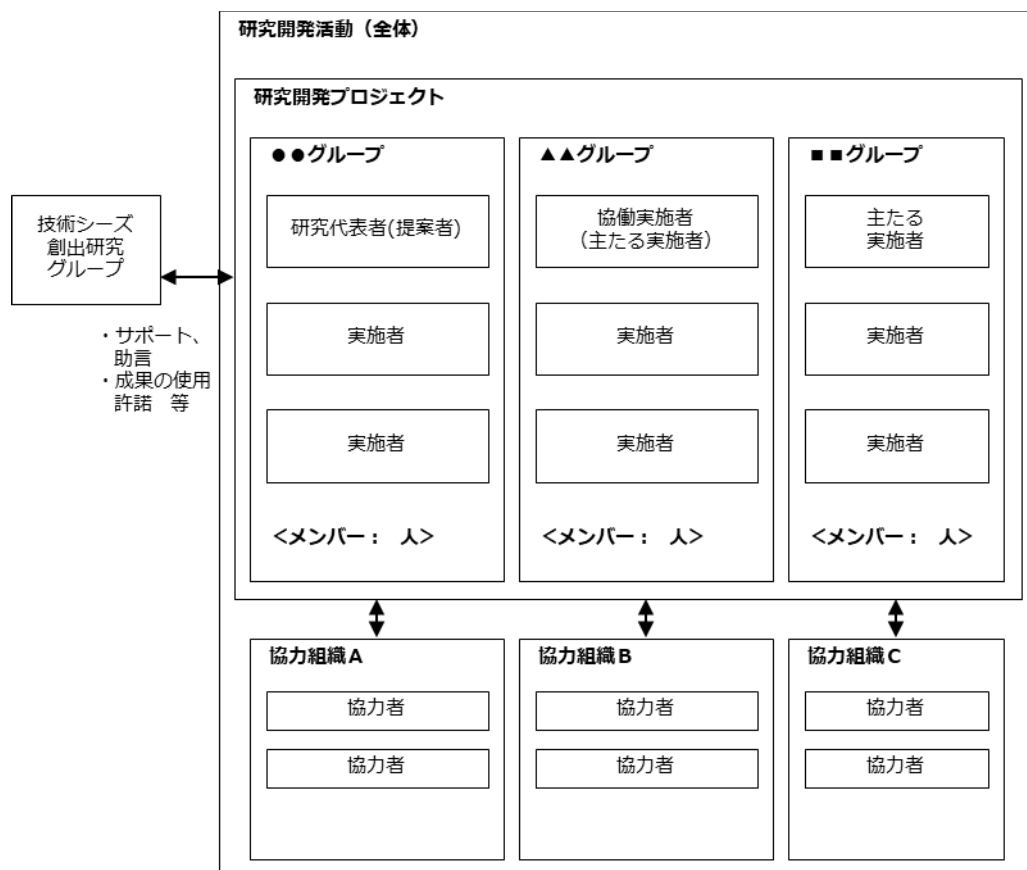 研究開発活動（全体）
研究開発プロジェクト
●●グループ
研究代表者(提案者)
実施者
実施者
<メンバー：　人>
▲▲グループ
協働実施者
（主たる実施者）
実施者
実施者
<メンバー：　人>
■■グループ
主たる
実施者
実施者
実施者
<メンバー：　人>
技術シーズ
創出研究
グループ
・サポート、
助言
・成果の使用
許諾　等
協力組織A
協力者
協力者
協力組織B
協力者
協力者
協力組織C
協力者
協力者